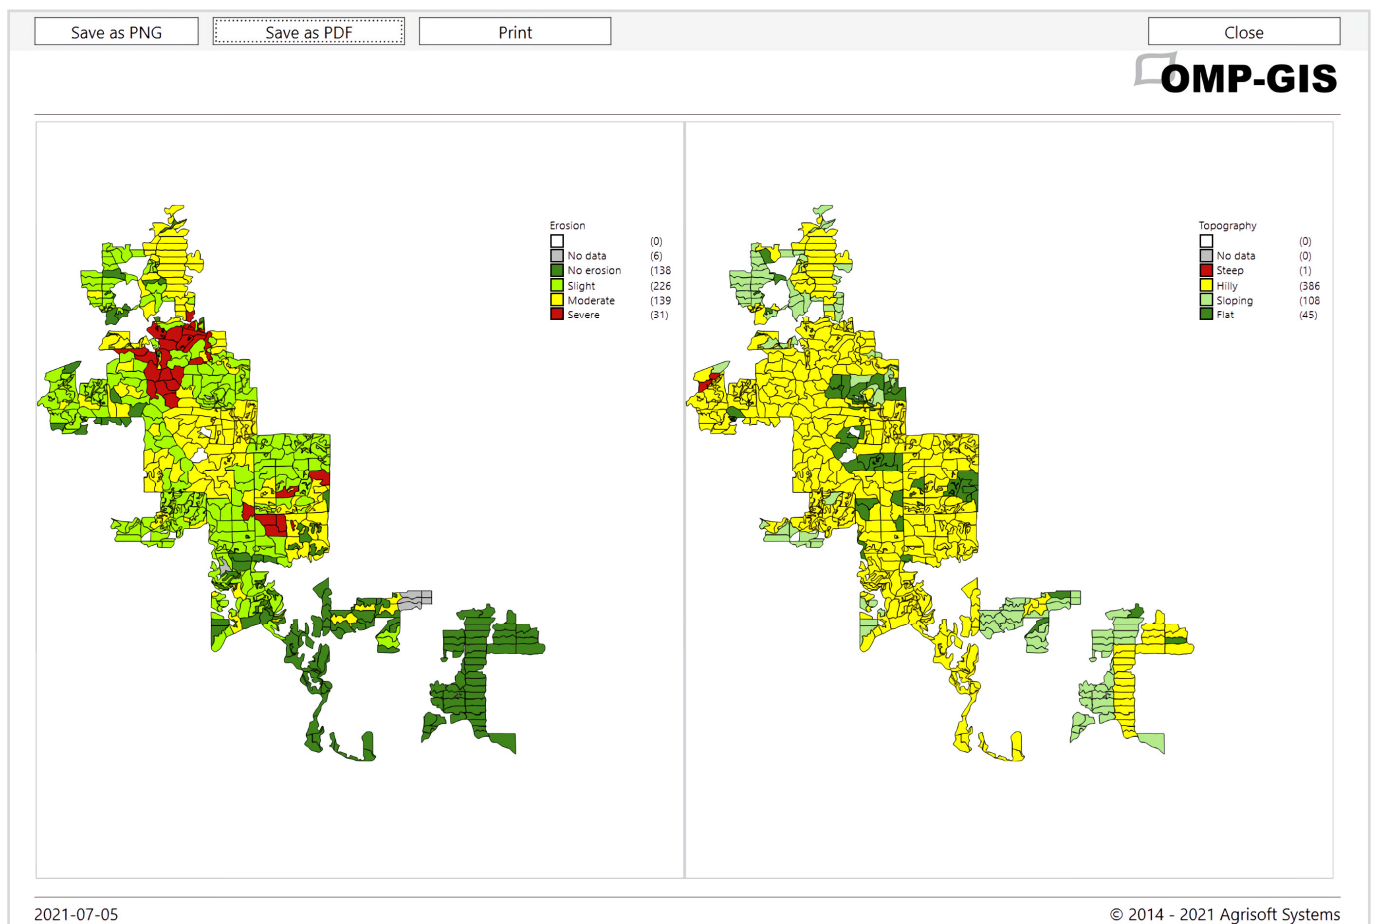 Save as PNG
Save as PDF
Print
Close
OMP-GIS
Erosion
(0)
No data (6)
No erosion (138
Slight (226
Moderate (139
Severe (31)
Topography
(0)
No data (0)
Steep (1)
Hilly (386
Sloping (108
Flat (45)
2021-07-05
© 2014 - 2021 Agrisoft Systems